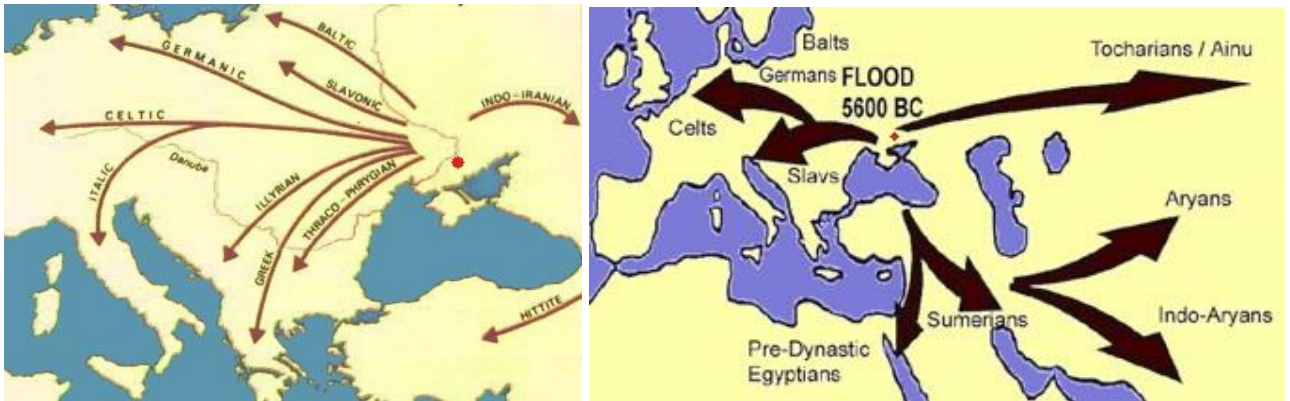 BALTIC
GERMANIC
SLAVONIC
INDO-IRANIAN
CELTIC
Danube
ITALIC
ILLYRIAN
THRACO-PHRYGIAN
GREEK
HITTITE
Balts
Tocharians / Ainu
Germans FLOOD
5600 BC
Celts
Slavs
Aryans
Sumerians
Indo-Aryans
Pre-Dynastic
Egyptians